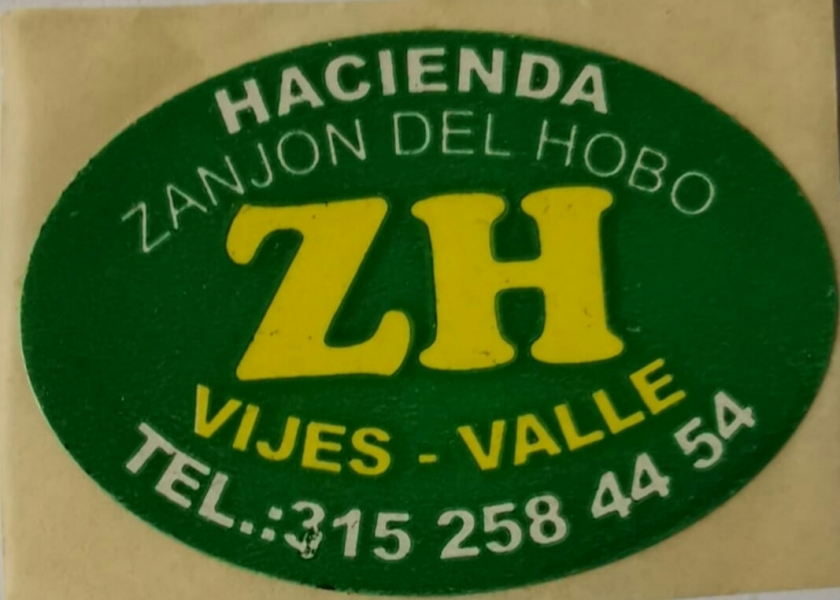 HACIENDA
ZANJON DEL HOBO
ZH
VIJES - VALLE
TEL.:315 258 44 54